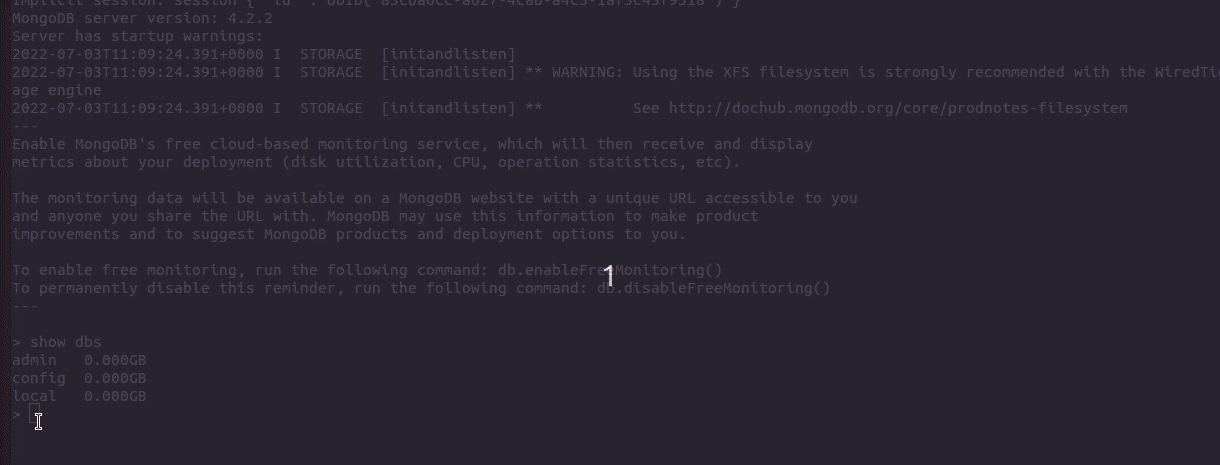 Implicit session: session { "id" :
MongoDB server version: 4.2.2
Server has startup warnings:
2022-07-03T11:09:24.391+0000 I  STORAGE  [initandlisten]
2022-07-03T11:09:24.391+0000 I  STORAGE  [initandlisten] ** WARNING: Using the XFS filesystem is strongly recommended with the WiredTi
age engine
2022-07-03T11:09:24.391+0000 I  STORAGE  [initandlisten] **          See http://dochub.mongodb.org/core/prodnotes-filesystem
---
Enable MongoDB's free cloud-based monitoring service, which will then receive and display
metrics about your deployment (disk utilization, CPU, operation statistics, etc).
The monitoring data will be available on a MongoDB website with a unique URL accessible to you
and anyone you share the URL with. MongoDB may use this information to make product
improvements and to suggest MongoDB products and deployment options to you.
To enable free monitoring, run the following command: db.enableFreeMonitoring()
1
To permanently disable this reminder, run the following command: db.disableFreeMonitoring()
---
> show dbs
admin   0.000GB
config  0.000GB
local   0.000GB
>